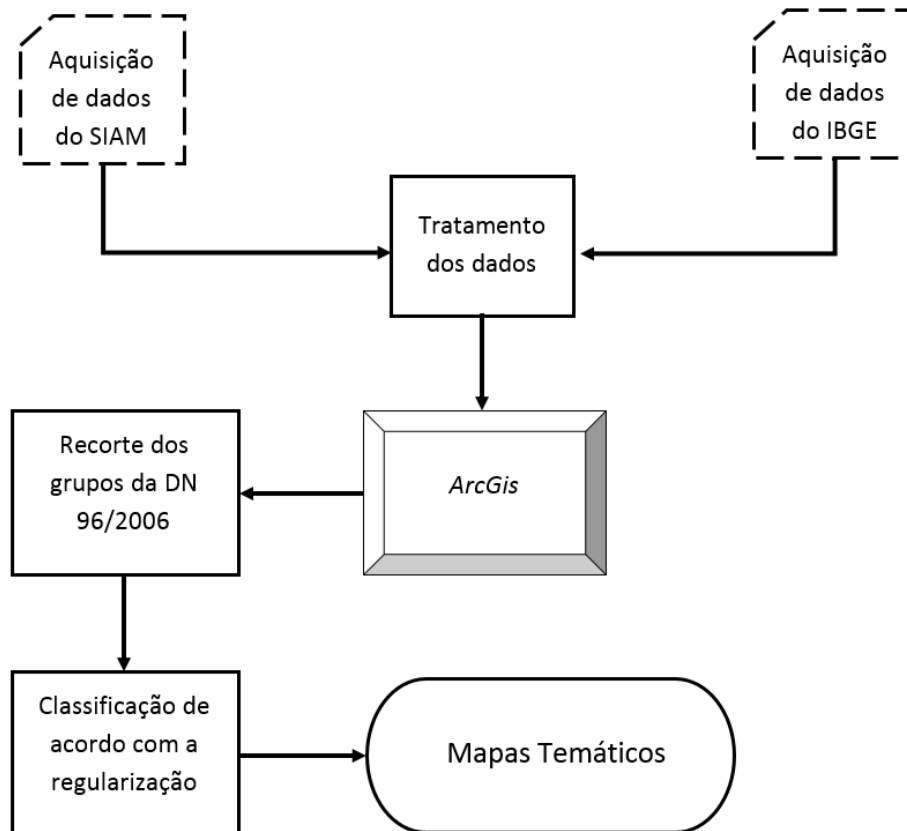 Aquisição
de dados
do SIAM
Aquisição
de dados
do IBGE
Tratamento
dos dados
ArcGis
Recorte dos
grupos da DN
96/2006
Classificação de
acordo com a
regularização
Mapas Temáticos